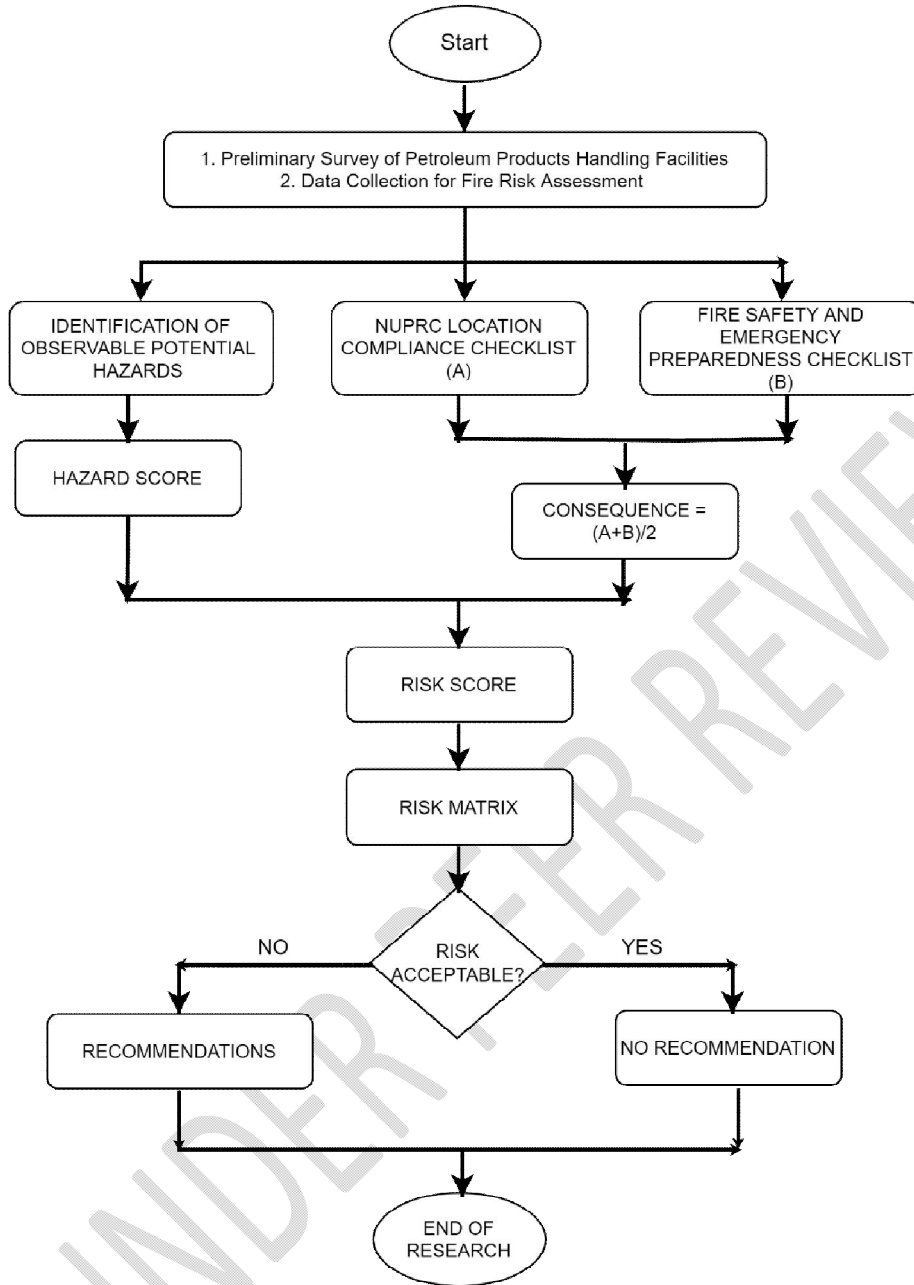 Start
1. Preliminary Survey of Petroleum Products Handling Facilities
2. Data Collection for Fire Risk Assessment
IDENTIFICATION OF
OBSERVABLE POTENTIAL
HAZARDS
NUPRC LOCATION
COMPLIANCE CHECKLIST
(A)
FIRE SAFETY AND
EMERGENCY
PREPAREDNESS CHECKLIST
(B)
HAZARD SCORE
CONSEQUENCE =
(A+B)/2
RISK SCORE
RISK MATRIX
RISK
ACCEPTABLE?
NO
YES
RECOMMENDATIONS
NO RECOMMENDATION
END OF
RESEARCH
UNDER PEER REVIEW